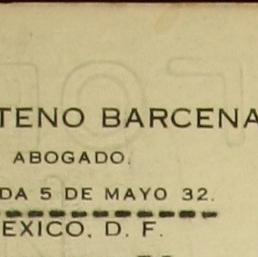 TENO BARCENA
ABOGADO.
DA 5 DE MAYO 32.
EXICO, D. F.